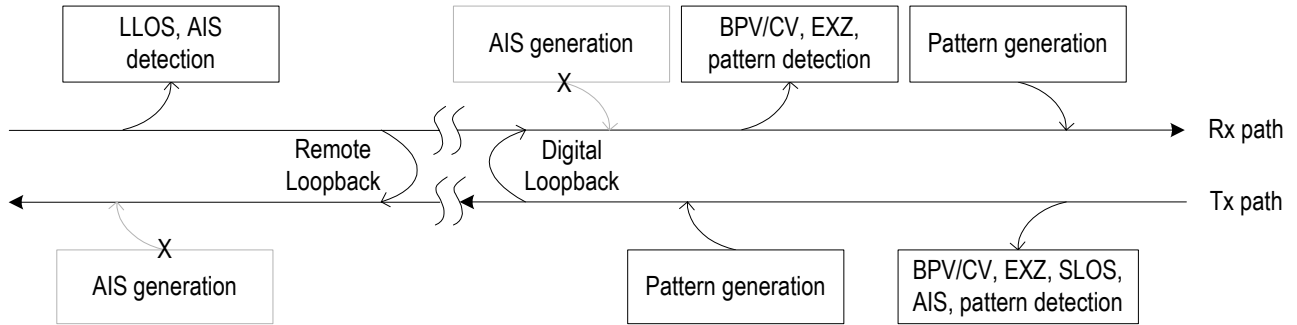 LLOS, AIS
detection
AIS generation
BPV/CV, EXZ,
pattern detection
Pattern generation
X
Rx path
Remote
Loopback
Digital
Loopback
Tx path
X
AIS generation
Pattern generation
BPV/CV, EXZ, SLOS,
AIS, pattern detection